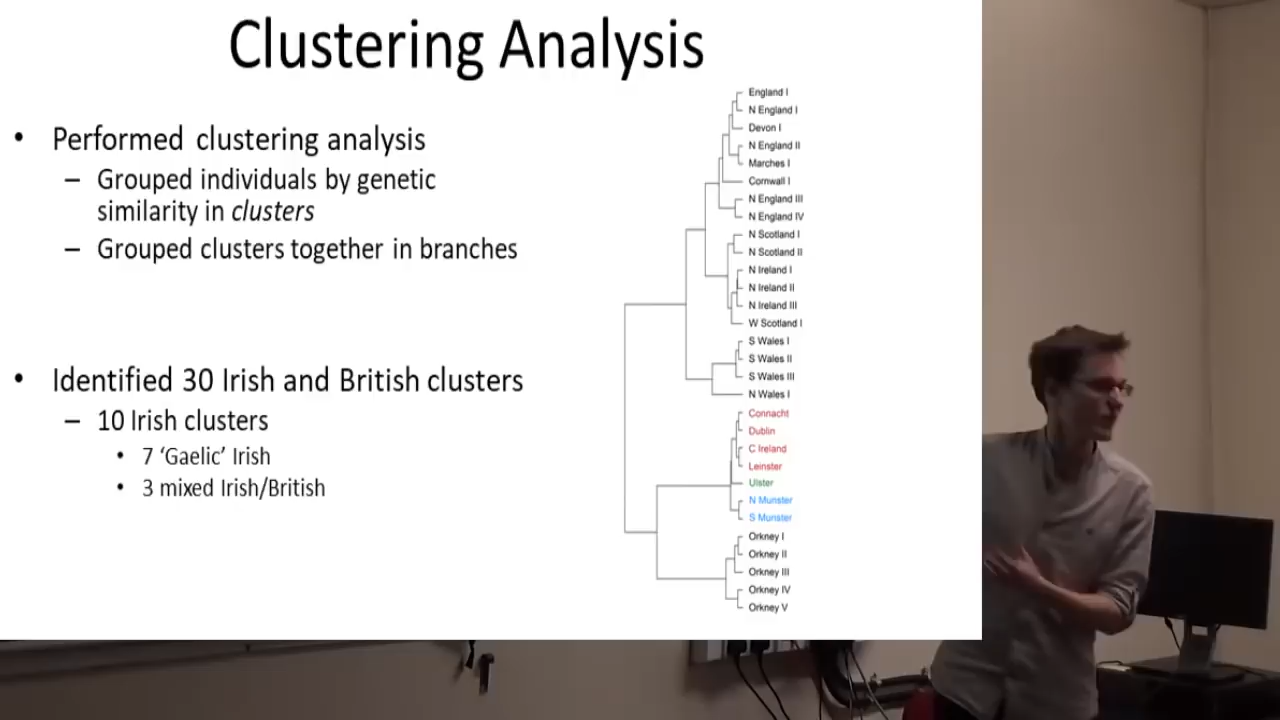 Clustering Analysis
• Performed clustering analysis
– Grouped individuals by genetic
similarity in clusters
– Grouped clusters together in branches
• Identified 30 Irish and British clusters
– 10 Irish clusters
• 7 ‘Gaelic’ Irish
• 3 mixed Irish/British
England I
N England I
Devon I
N England II
Marches I
Cornwall I
N England III
N England IV
N Scotland I
N Scotland II
N Ireland I
N Ireland II
N Ireland III
W Scotland I
S Wales I
S Wales II
S Wales III
N Wales I
Connacht
Dublin
C Ireland
Leinster
Ulster
N Munster
S Munster
Orkney I
Orkney II
Orkney III
Orkney IV
Orkney V